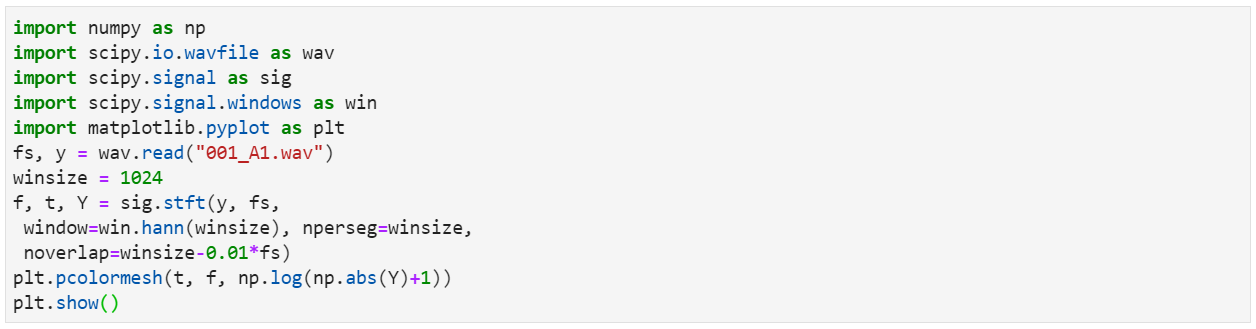 import numpy as np
import scipy.io.wavfile as wav
import scipy.signal as sig
import scipy.signal.windows as win
import matplotlib.pyplot as plt
fs, y = wav.read("001_A1.wav")
winsize = 1024
f, t, Y = sig.stft(y, fs,
 window=win.hann(winsize), nperseg=winsize,
 noverlap=winsize-0.01*fs)
plt.pcolormesh(t, f, np.log(np.abs(Y)+1))
plt.show()